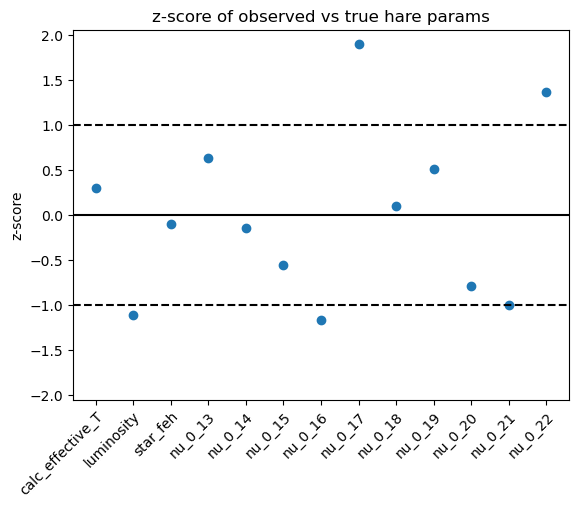 z-score of observed vs true hare params
z-score
2.0
1.5
1.0
0.5
0.0
−0.5
−1.0
−1.5
−2.0
calc_effective_T
luminosity
star_feh
nu_0_13
nu_0_14
nu_0_15
nu_0_16
nu_0_17
nu_0_18
nu_0_19
nu_0_20
nu_0_21
nu_0_22